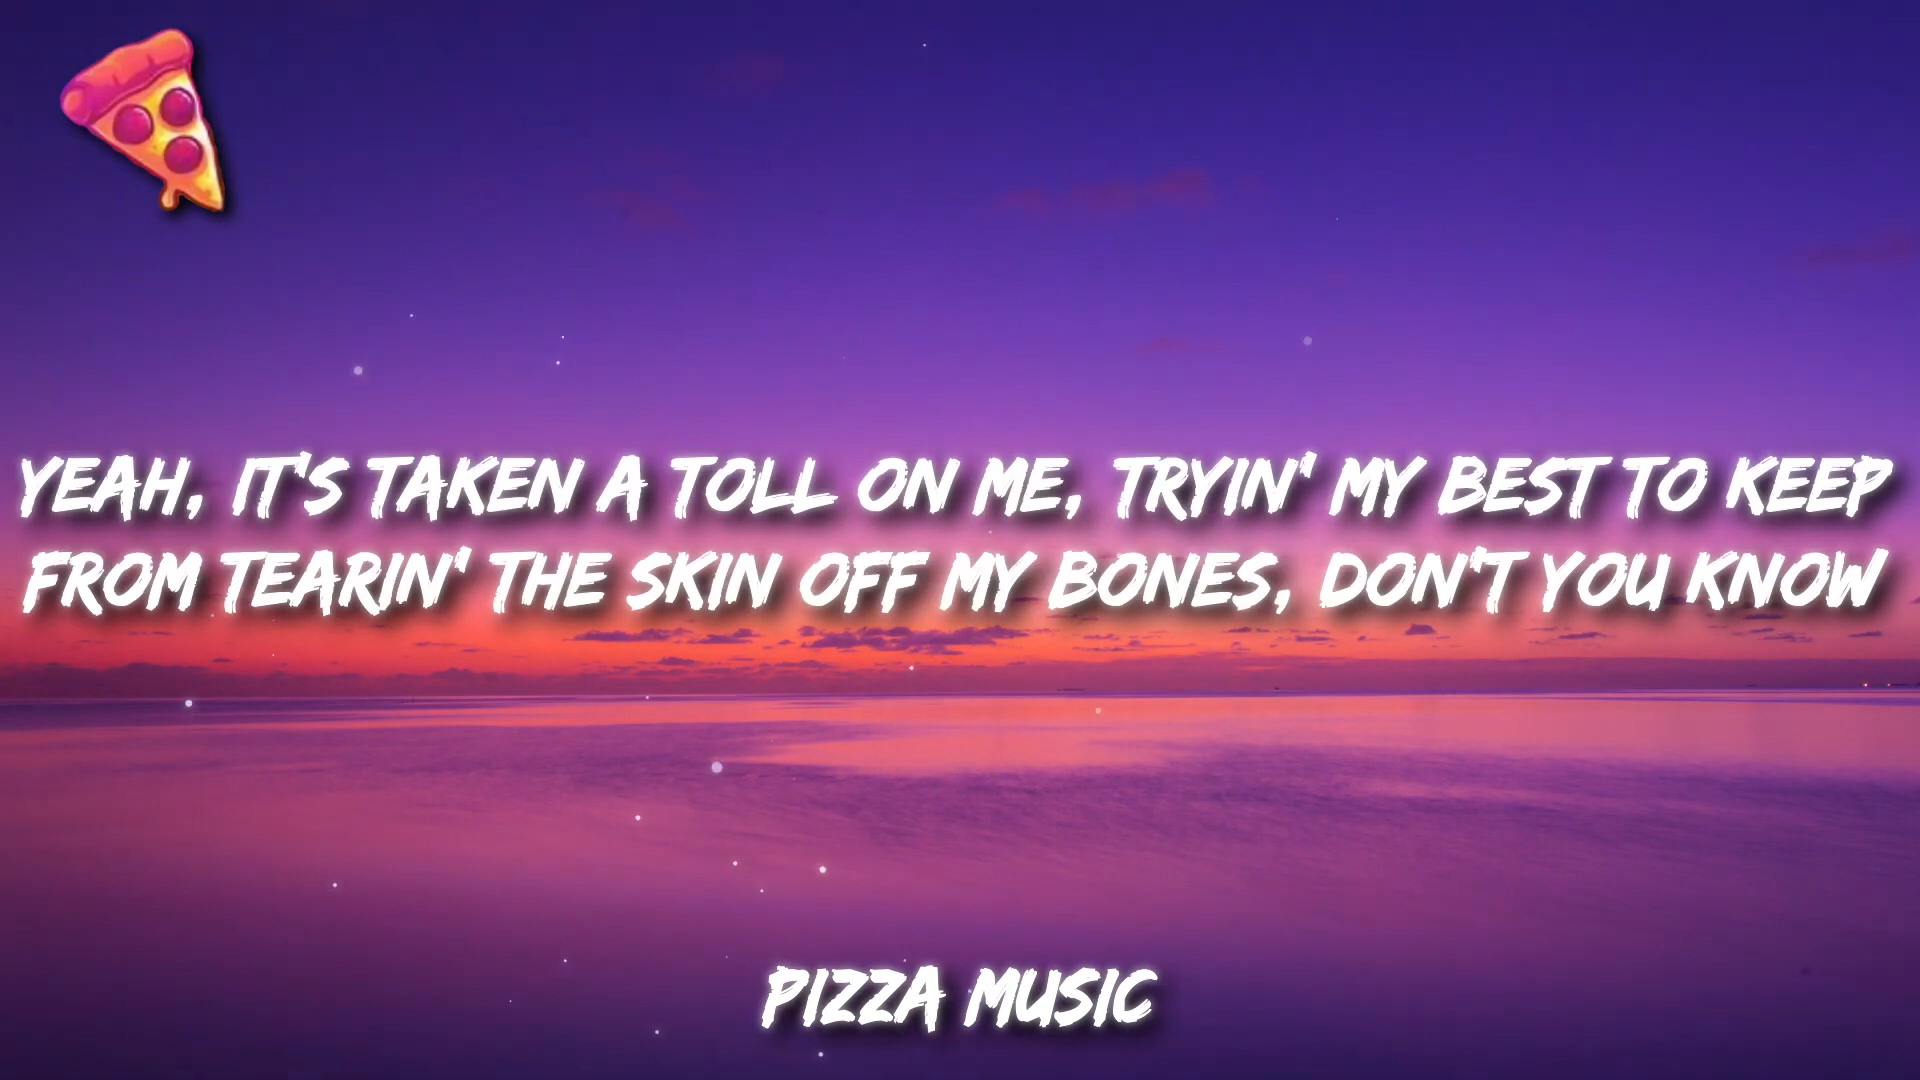 YEAH, IT'S TAKEN A TOLL ON ME, TRYIN' MY BEST TO KEEP
FROM TEARIN' THE SKIN OFF MY BONES, DON'T YOU KNOW
PIZZA MUSIC